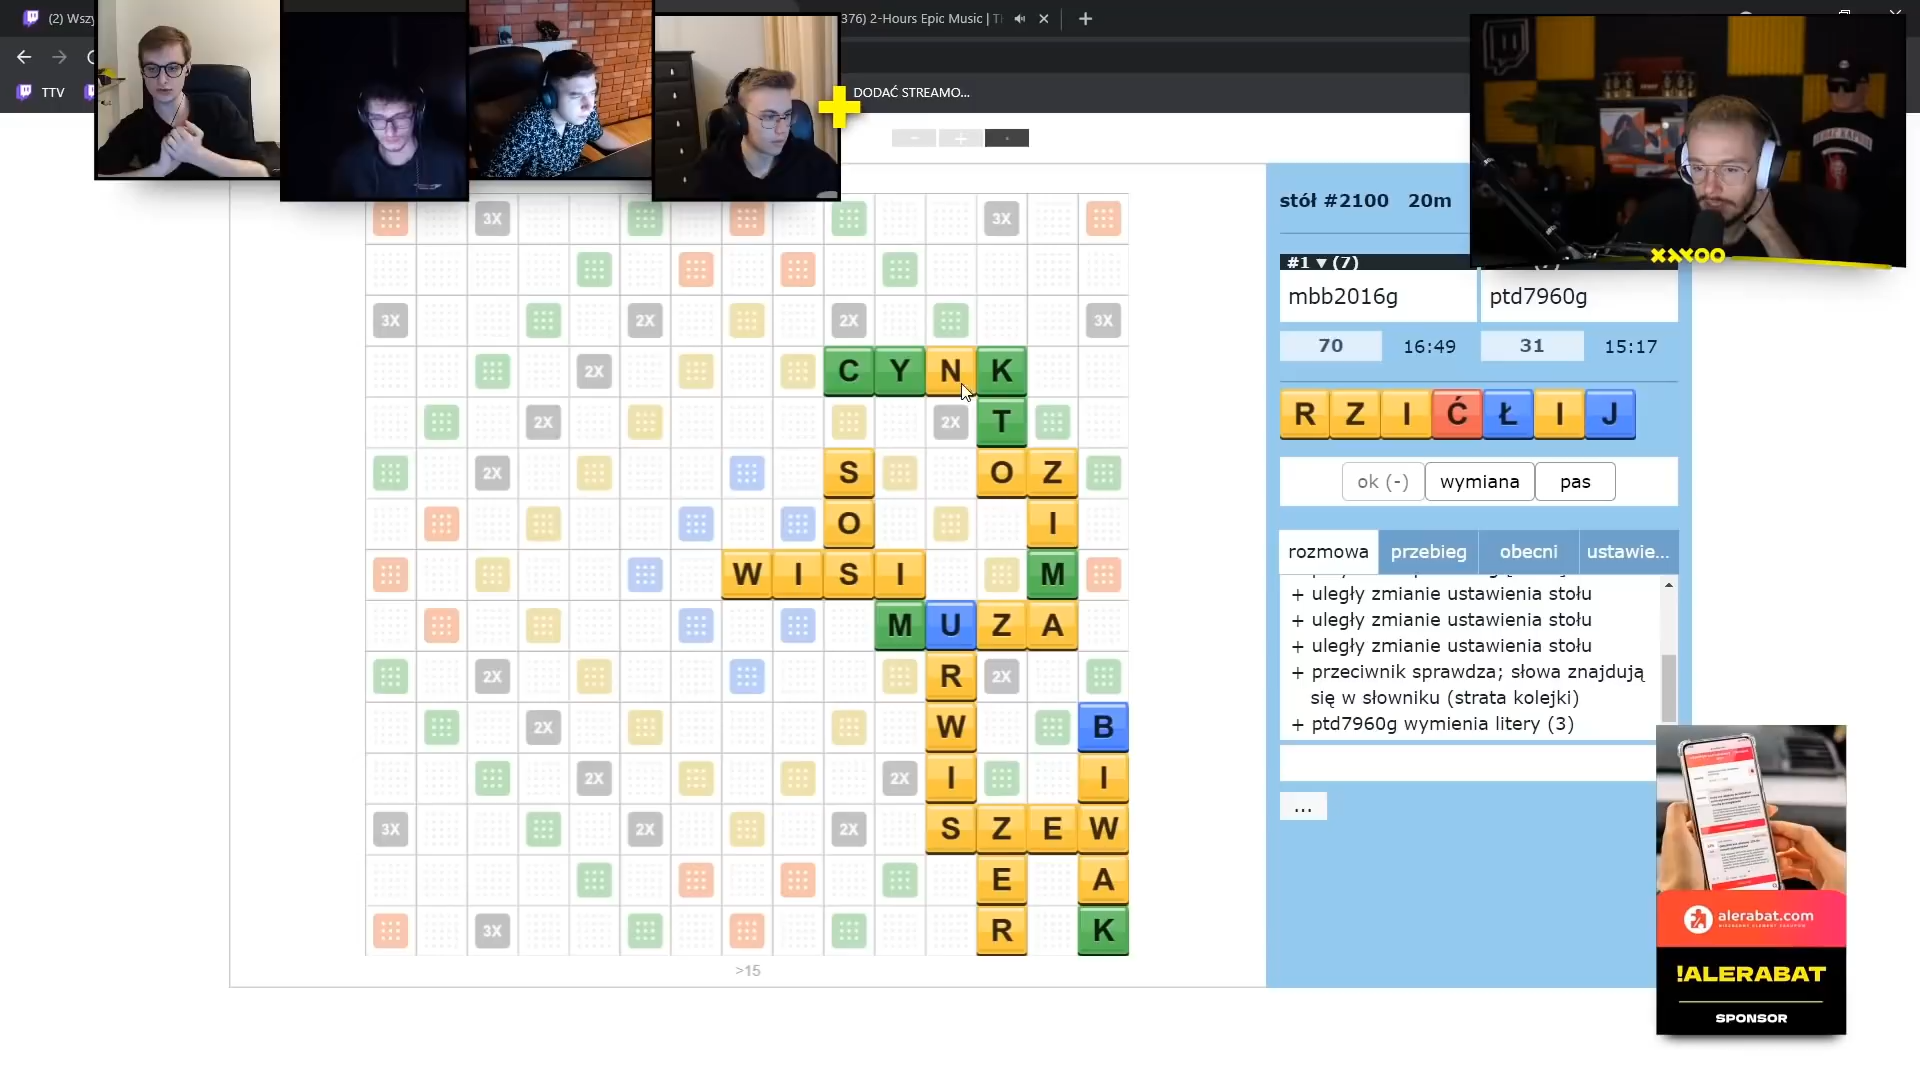 (2) Wszy
376) 2-Hours Epic Music | T
TTV
DODAĆ STREAMO...
stół #2100 20m
XAYOO
#1 ▼ (7)
mbb2016g ptd7960g
70 16:49 31 15:17
R Z I Ć Ł I J
ok (-) wymiana pas
rozmowa przebieg obecni ustawie...
+ uległy zmianie ustawienia stołu
+ uległy zmianie ustawienia stołu
+ uległy zmianie ustawienia stołu
+ przeciwnik sprawdza; słowa znajdują
się w słowniku (strata kolejki)
+ ptd7960g wymienia litery (3)
...
3X 3X
3X 2X 2X 3X
2X C Y N K
2X 2X T
2X S O Z
O I
W I S I M
M U Z A
2X R 2X
2X W B
2X 2X I I
3X 2X 2X S Z E W
E A
3X R K
>15
alerabat.com
!ALERABAT
SPONSOR